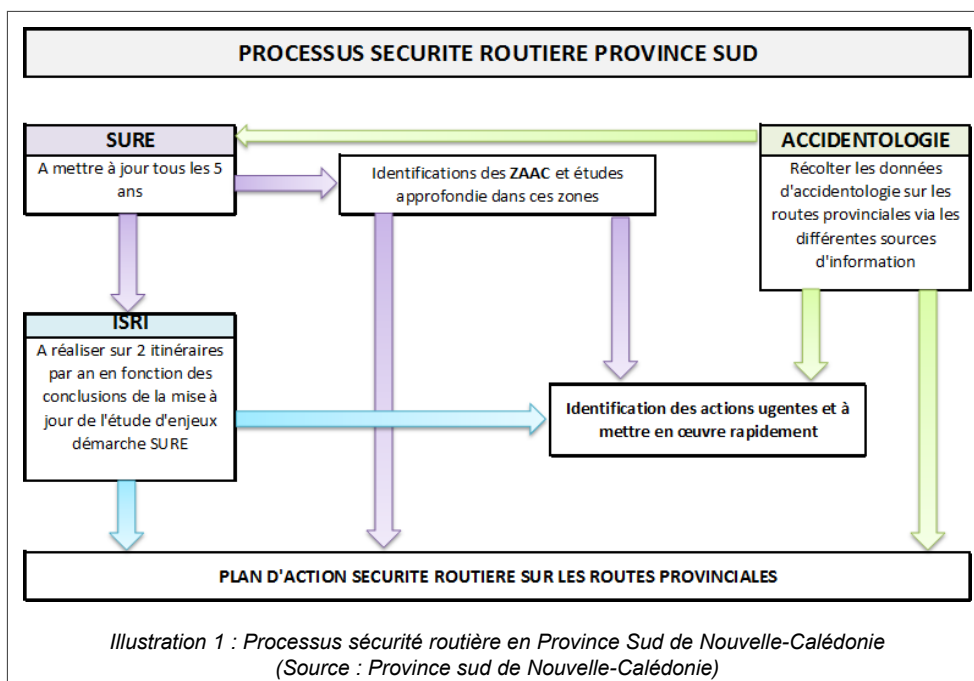 PROCESSUS SECURITE ROUTIERE PROVINCE SUD
SURE
A mettre à jour tous les 5
ans
Identifications des ZAAC et études
approfondie dans ces zones
ACCIDENTOLOGIE
Récolter les données
d'accidentologie sur les
routes provinciales via les
différentes sources
d'information
ISRI
A réaliser sur 2 itinéraires
par an en fonction des
conclusions de la mise à
jour de l'étude d'enjeux
démarche SURE
Identification des actions ugentes et à
mettre en œuvre rapidement
PLAN D'ACTION SECURITE ROUTIERE SUR LES ROUTES PROVINCIALES
Illustration 1 : Processus sécurité routière en Province Sud de Nouvelle-Calédonie
(Source : Province sud de Nouvelle-Calédonie)